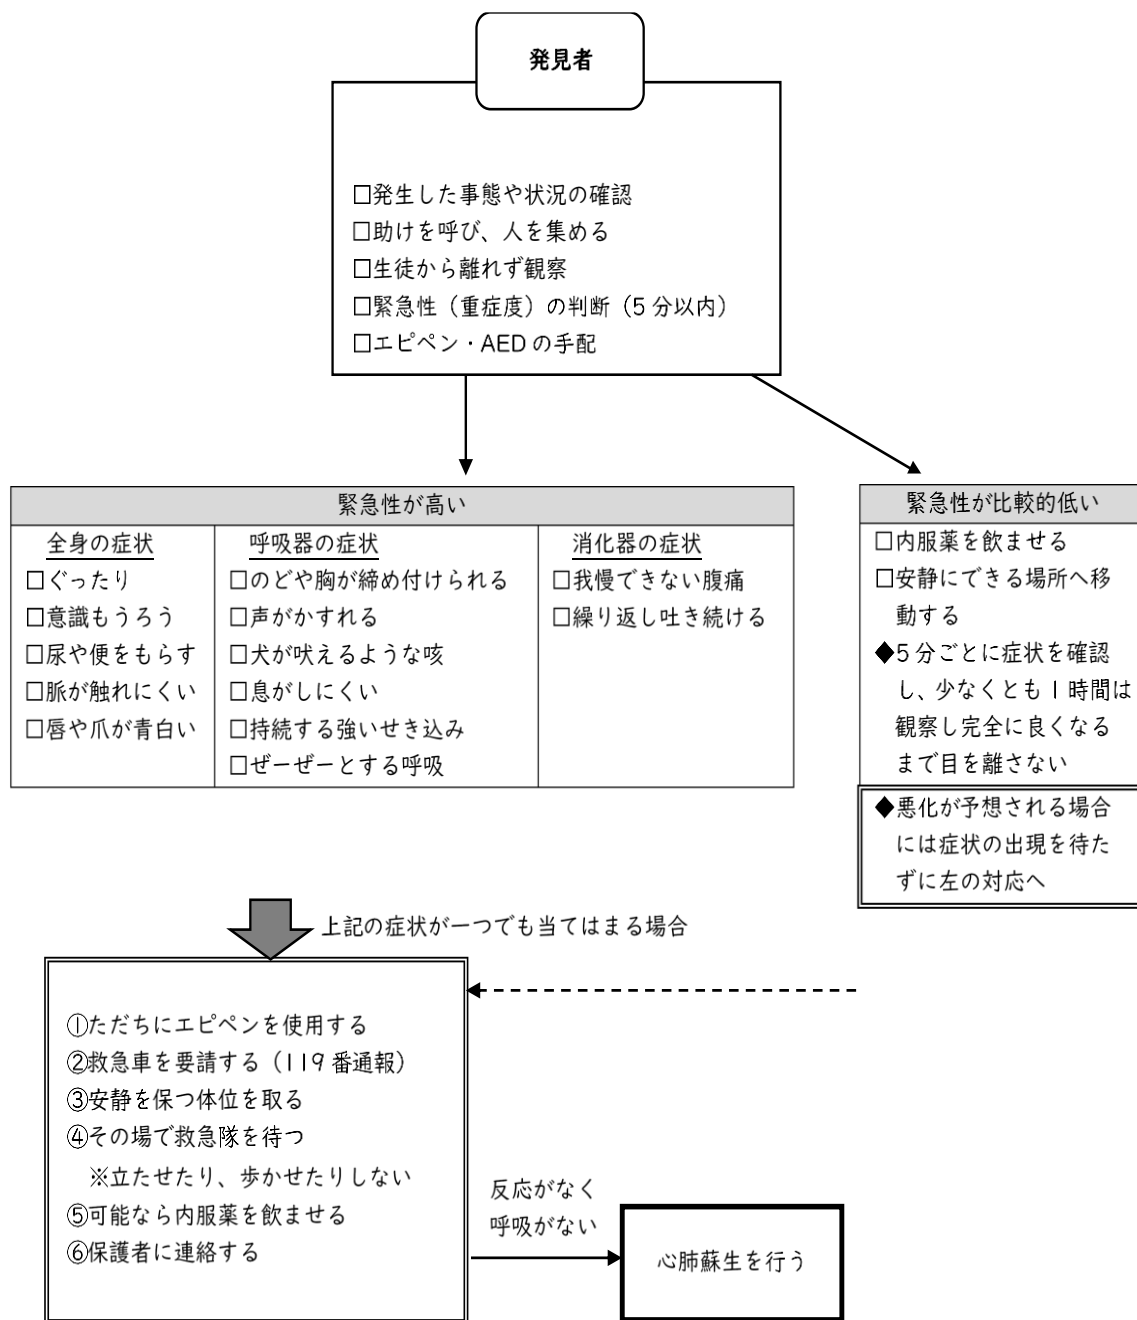 発見者
□発生した事態や状況の確認
□助けを呼び、人を集める
□生徒から離れず観察
□緊急性（重症度）の判断（5分以内）
□エピペン・AEDの手配
緊急性が高い
全身の症状
□ぐったり
□意識もうろう
□尿や便をもらす
□脈が触れにくい
□唇や爪が青白い
呼吸器の症状
□のどや胸が締め付けられる
□声がかすれる
□犬が吠えるような咳
□息がしにくい
□持続する強いせき込み
□ぜーぜーとする呼吸
消化器の症状
□我慢できない腹痛
□繰り返し吐き続ける
緊急性が比較的低い
□内服薬を飲ませる
□安静にできる場所へ移
動する
◆5分ごとに症状を確認
し、少なくとも1時間は
観察し完全に良くなる
まで目を離さない
◆悪化が予想される場合
には症状の出現を待た
ずに左の対応へ
上記の症状が一つでも当てはまる場合
①ただちにエピペンを使用する
②救急車を要請する（119番通報）
③安静を保つ体位を取る
④その場で救急隊を待つ
※立たせたり、歩かせたりしない
⑤可能なら内服薬を飲ませる
⑥保護者に連絡する
反応がなく
呼吸がない
心肺蘇生を行う